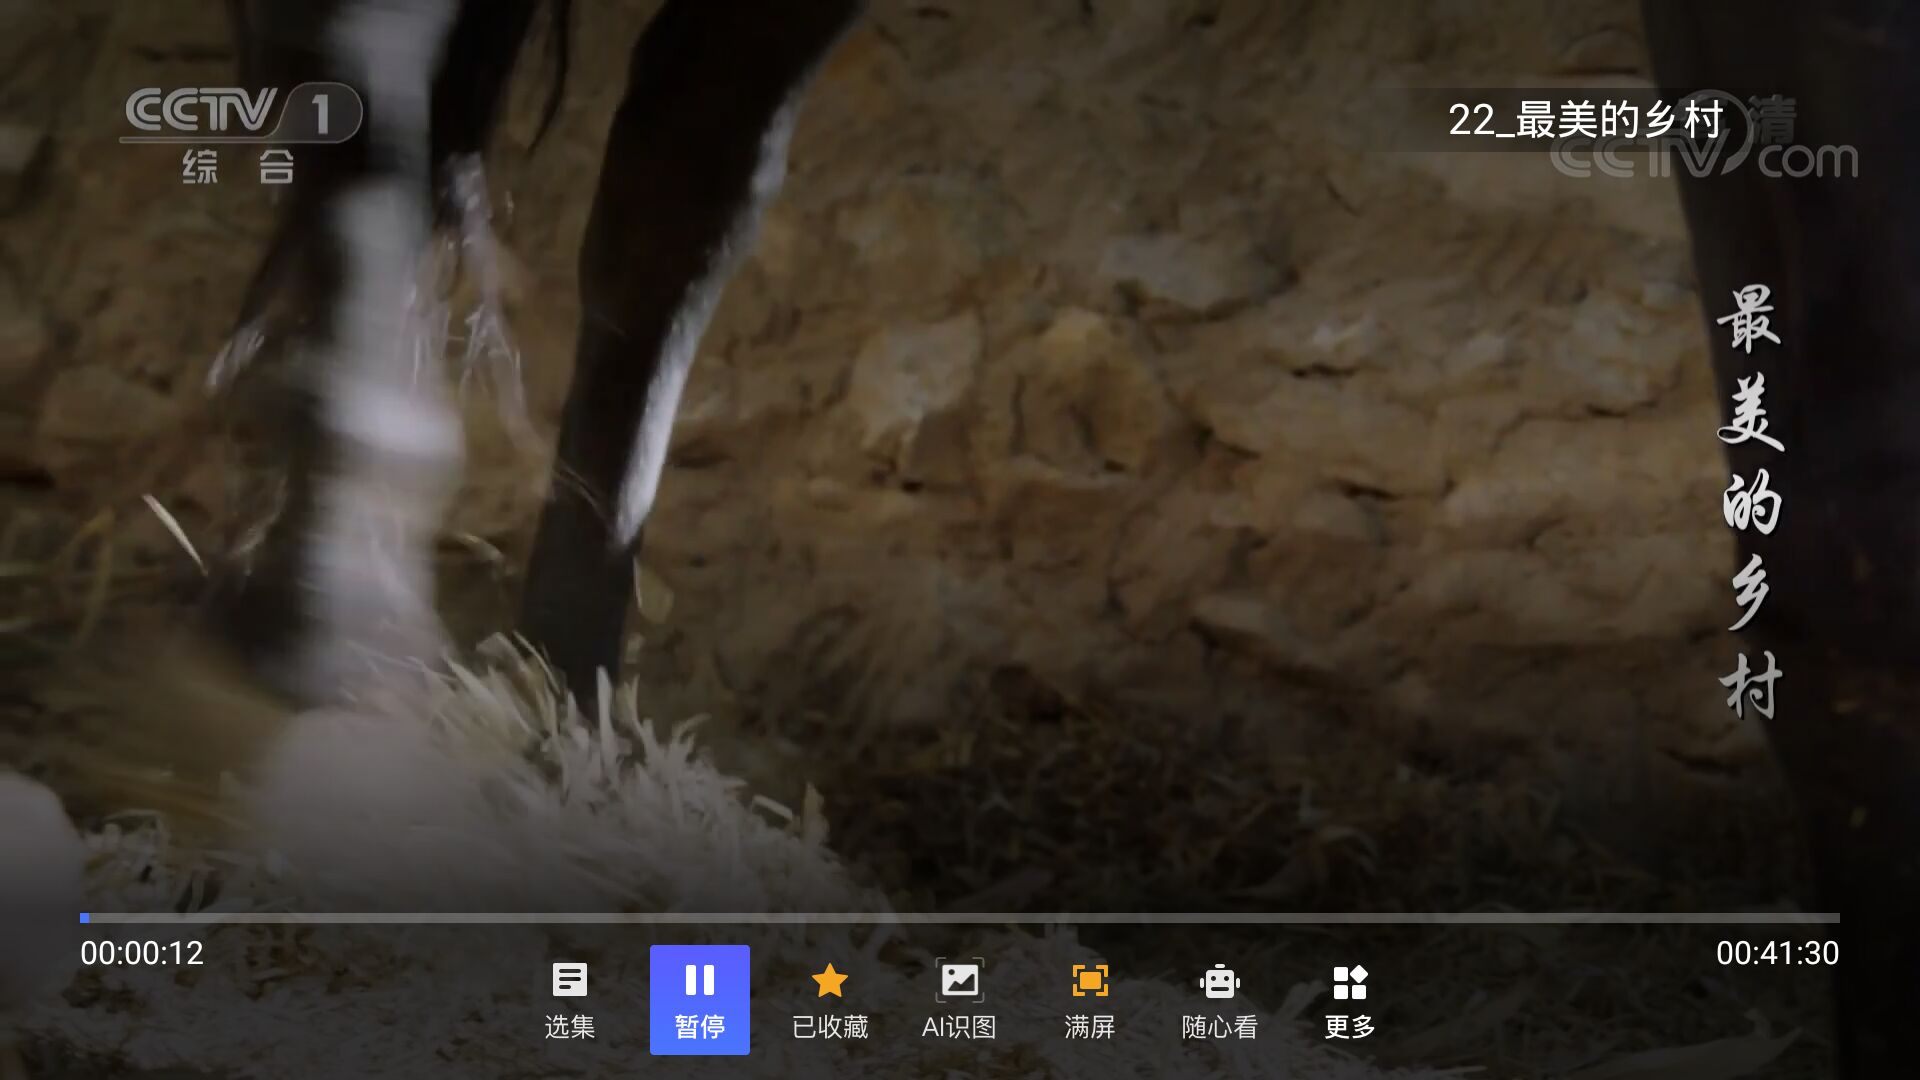 CCTV 1
综合
22_最美的乡村
清
CCTV.com
最美的乡村
00:00:12
00:41:30
选集
暂停
已收藏
AI识图
满屏
随心看
更多